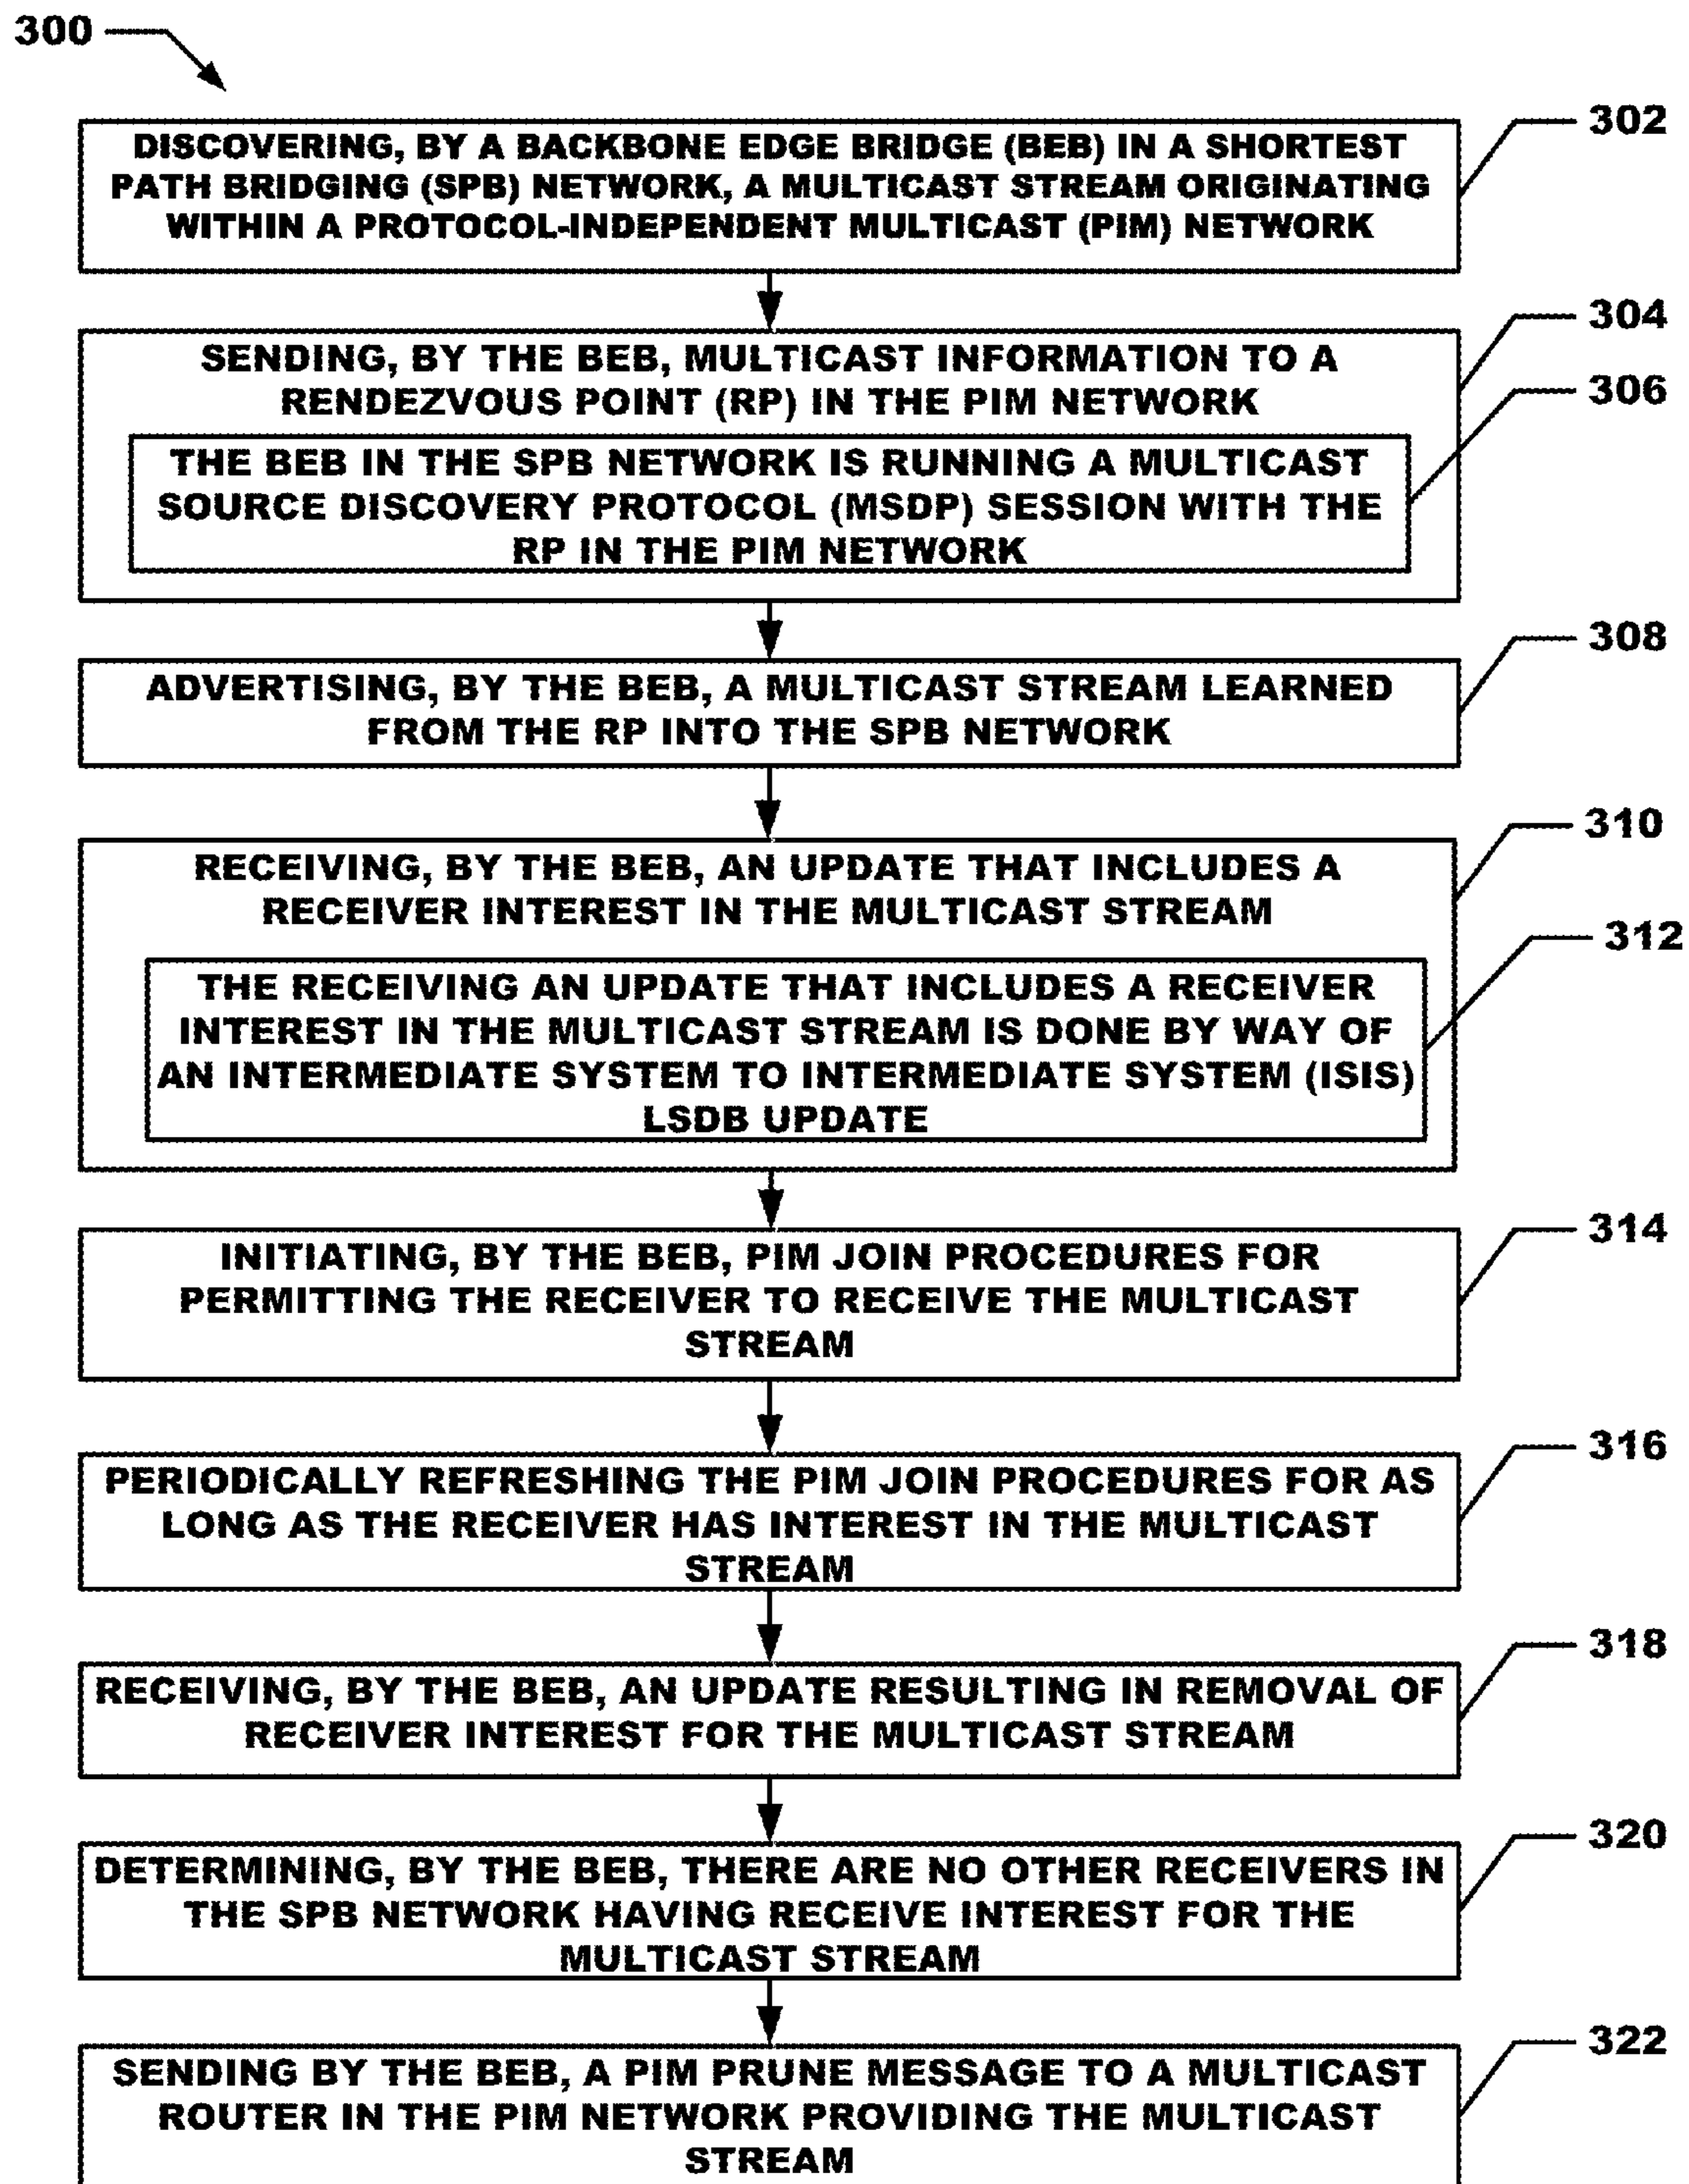 300
302
DISCOVERING, BY A BACKBONE EDGE BRIDGE (BEB) IN A SHORTEST
PATH BRIDGING (SPB) NETWORK, A MULTICAST STREAM ORIGINATING
WITHIN A PROTOCOL-INDEPENDENT MULTICAST (PIM) NETWORK
304
SENDING, BY THE BEB, MULTICAST INFORMATION TO A
RENDEZVOUS POINT (RP) IN THE PIM NETWORK
306
THE BEB IN THE SPB NETWORK IS RUNNING A MULTICAST
SOURCE DISCOVERY PROTOCOL (MSDP) SESSION WITH THE
RP IN THE PIM NETWORK
308
ADVERTISING, BY THE BEB, A MULTICAST STREAM LEARNED
FROM THE RP INTO THE SPB NETWORK
310
RECEIVING, BY THE BEB, AN UPDATE THAT INCLUDES A
RECEIVER INTEREST IN THE MULTICAST STREAM
312
THE RECEIVING AN UPDATE THAT INCLUDES A RECEIVER
INTEREST IN THE MULTICAST STREAM IS DONE BY WAY OF
AN INTERMEDIATE SYSTEM TO INTERMEDIATE SYSTEM (ISIS)
LSDB UPDATE
314
INITIATING, BY THE BEB, PIM JOIN PROCEDURES FOR
PERMITTING THE RECEIVER TO RECEIVE THE MULTICAST
STREAM
316
PERIODICALLY REFRESHING THE PIM JOIN PROCEDURES FOR AS
LONG AS THE RECEIVER HAS INTEREST IN THE MULTICAST
STREAM
318
RECEIVING, BY THE BEB, AN UPDATE RESULTING IN REMOVAL OF
RECEIVER INTEREST FOR THE MULTICAST STREAM
320
DETERMINING, BY THE BEB, THERE ARE NO OTHER RECEIVERS IN
THE SPB NETWORK HAVING RECEIVE INTEREST FOR THE
MULTICAST STREAM
322
SENDING BY THE BEB, A PIM PRUNE MESSAGE TO A MULTICAST
ROUTER IN THE PIM NETWORK PROVIDING THE MULTICAST
STREAM